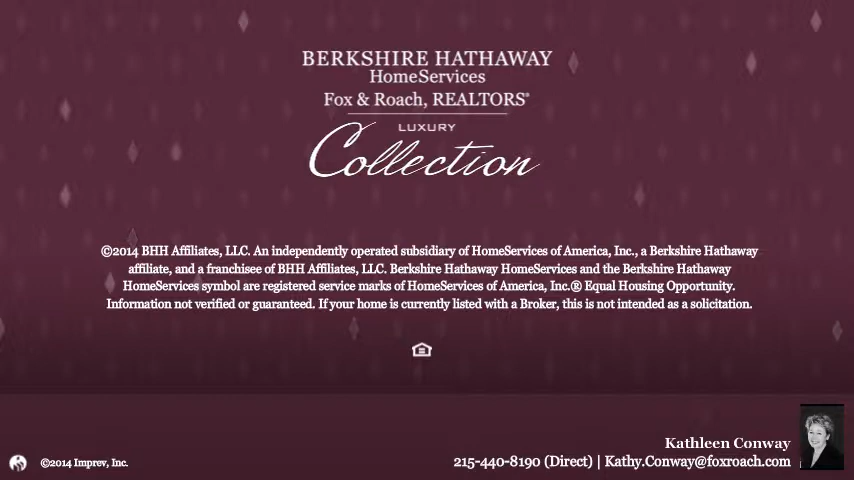 BERKSHIRE HATHAWAY
HomeServices
Fox & Roach, REALTORS®
LUXURY
Collection
©2014 BHH Affiliates, LLC. An independently operated subsidiary of HomeServices of America, Inc., a Berkshire Hathaway
affiliate, and a franchisee of BHH Affiliates, LLC. Berkshire Hathaway HomeServices and the Berkshire Hathaway
HomeServices symbol are registered service marks of HomeServices of America, Inc.® Equal Housing Opportunity.
Information not verified or guaranteed. If your home is currently listed with a Broker, this is not intended as a solicitation.
Kathleen Conway
215-440-8190 (Direct) | Kathy.Conway@foxroach.com
©2014 Imprev, Inc.